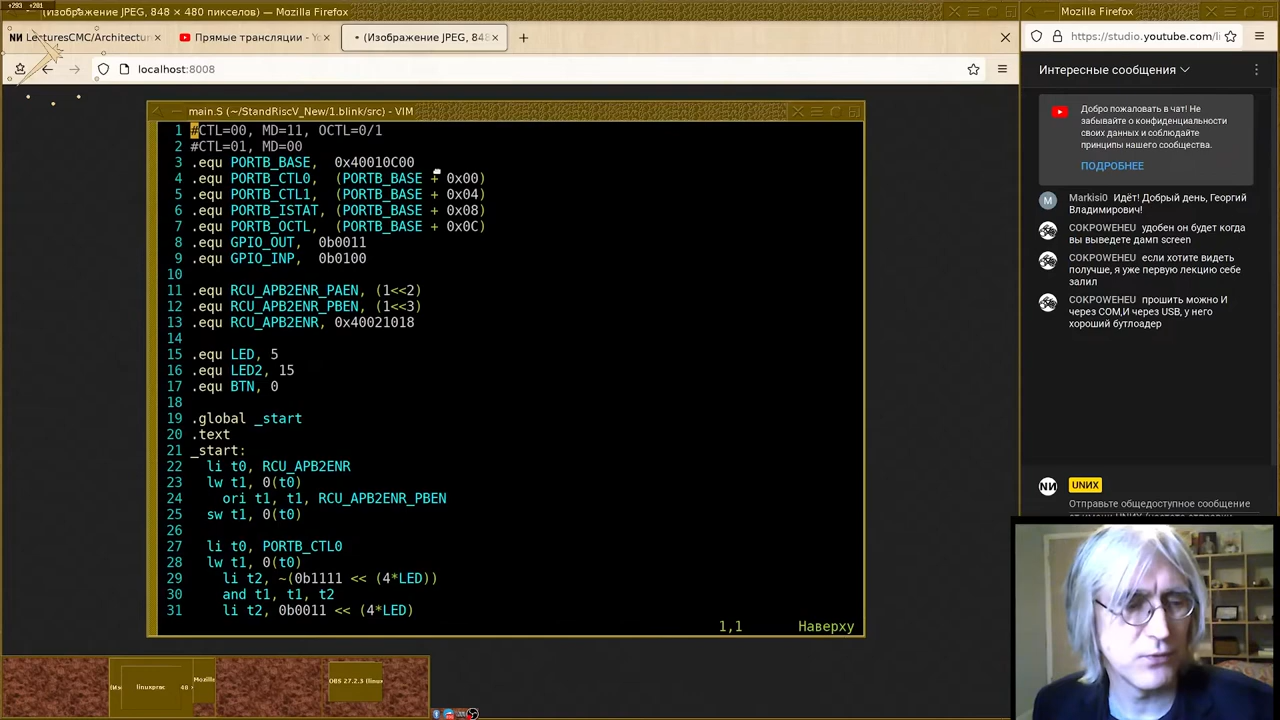 +293 +201
(Изображение JPEG, 848 × 480 пикселов) — Mozilla Firefox
Mozilla Firefox
LecturesCMC/Architectur
Прямые трансляции - Yo
(Изображение JPEG, 848
https://studio.youtube.com/li
localhost:8008
Интересные сообщения
main.S (~/StandRiscV_New/1.blink/src) - VIM
1 #CTL=00, MD=11, OCTL=0/1
2 #CTL=01, MD=00
3 .equ PORTB_BASE, 0x40010C00
4 .equ PORTB_CTL0, (PORTB_BASE + 0x00)
5 .equ PORTB_CTL1, (PORTB_BASE + 0x04)
6 .equ PORTB_ISTAT, (PORTB_BASE + 0x08)
7 .equ PORTB_OCTL, (PORTB_BASE + 0x0C)
8 .equ GPIO_OUT, 0b0011
9 .equ GPIO_INP, 0b0100
10
11 .equ RCU_APB2ENR_PAEN, (1<<2)
12 .equ RCU_APB2ENR_PBEN, (1<<3)
13 .equ RCU_APB2ENR, 0x40021018
14
15 .equ LED, 5
16 .equ LED2, 15
17 .equ BTN, 0
18
19 .global _start
20 .text
21 _start:
22 li t0, RCU_APB2ENR
23 lw t1, 0(t0)
24 ori t1, t1, RCU_APB2ENR_PBEN
25 sw t1, 0(t0)
26
27 li t0, PORTB_CTL0
28 lw t1, 0(t0)
29 li t2, ~(0b1111 << (4*LED))
30 and t1, t1, t2
31 li t2, 0b0011 << (4*LED)
1,1 Наверху
Добро пожаловать в чат! Не
забывайте о конфиденциальности
своих данных и соблюдайте
принципы нашего сообщества.
ПОДРОБНЕЕ
M
Markisi0 Идёт! Добрый день, Георгий
Владимирович!
COKPOWEHEU удобен он будет когда
вы выведете дамп screen
COKPOWEHEU если хотите видеть
получше, я уже первую лекцию себе
залил
COKPOWEHEU прошить можно И
через COM,И через USB, у него
хороший бутлоадер
UNИX
Отправьте общедоступное сообщение
linuxprac
48 ×
Mozilla
OBS 27.2.3 (linux